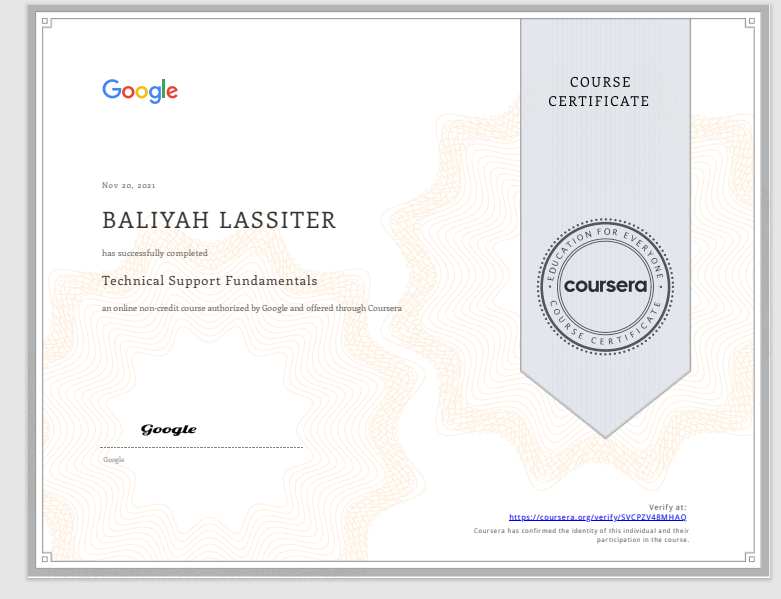 Google
COURSE
CERTIFICATE
Nov 20, 2021
BALIYAH LASSITER
has successfully completed
Technical Support Fundamentals
an online non-credit course authorized by Google and offered through Coursera
EDUCATION FOR EVERYONE
coursera
COURSE CERTIFICATE
Google
Google
Verify at:
https://coursera.org/verify/SVCPZV48MHAQ
Coursera has confirmed the identity of this individual and their
participation in the course.